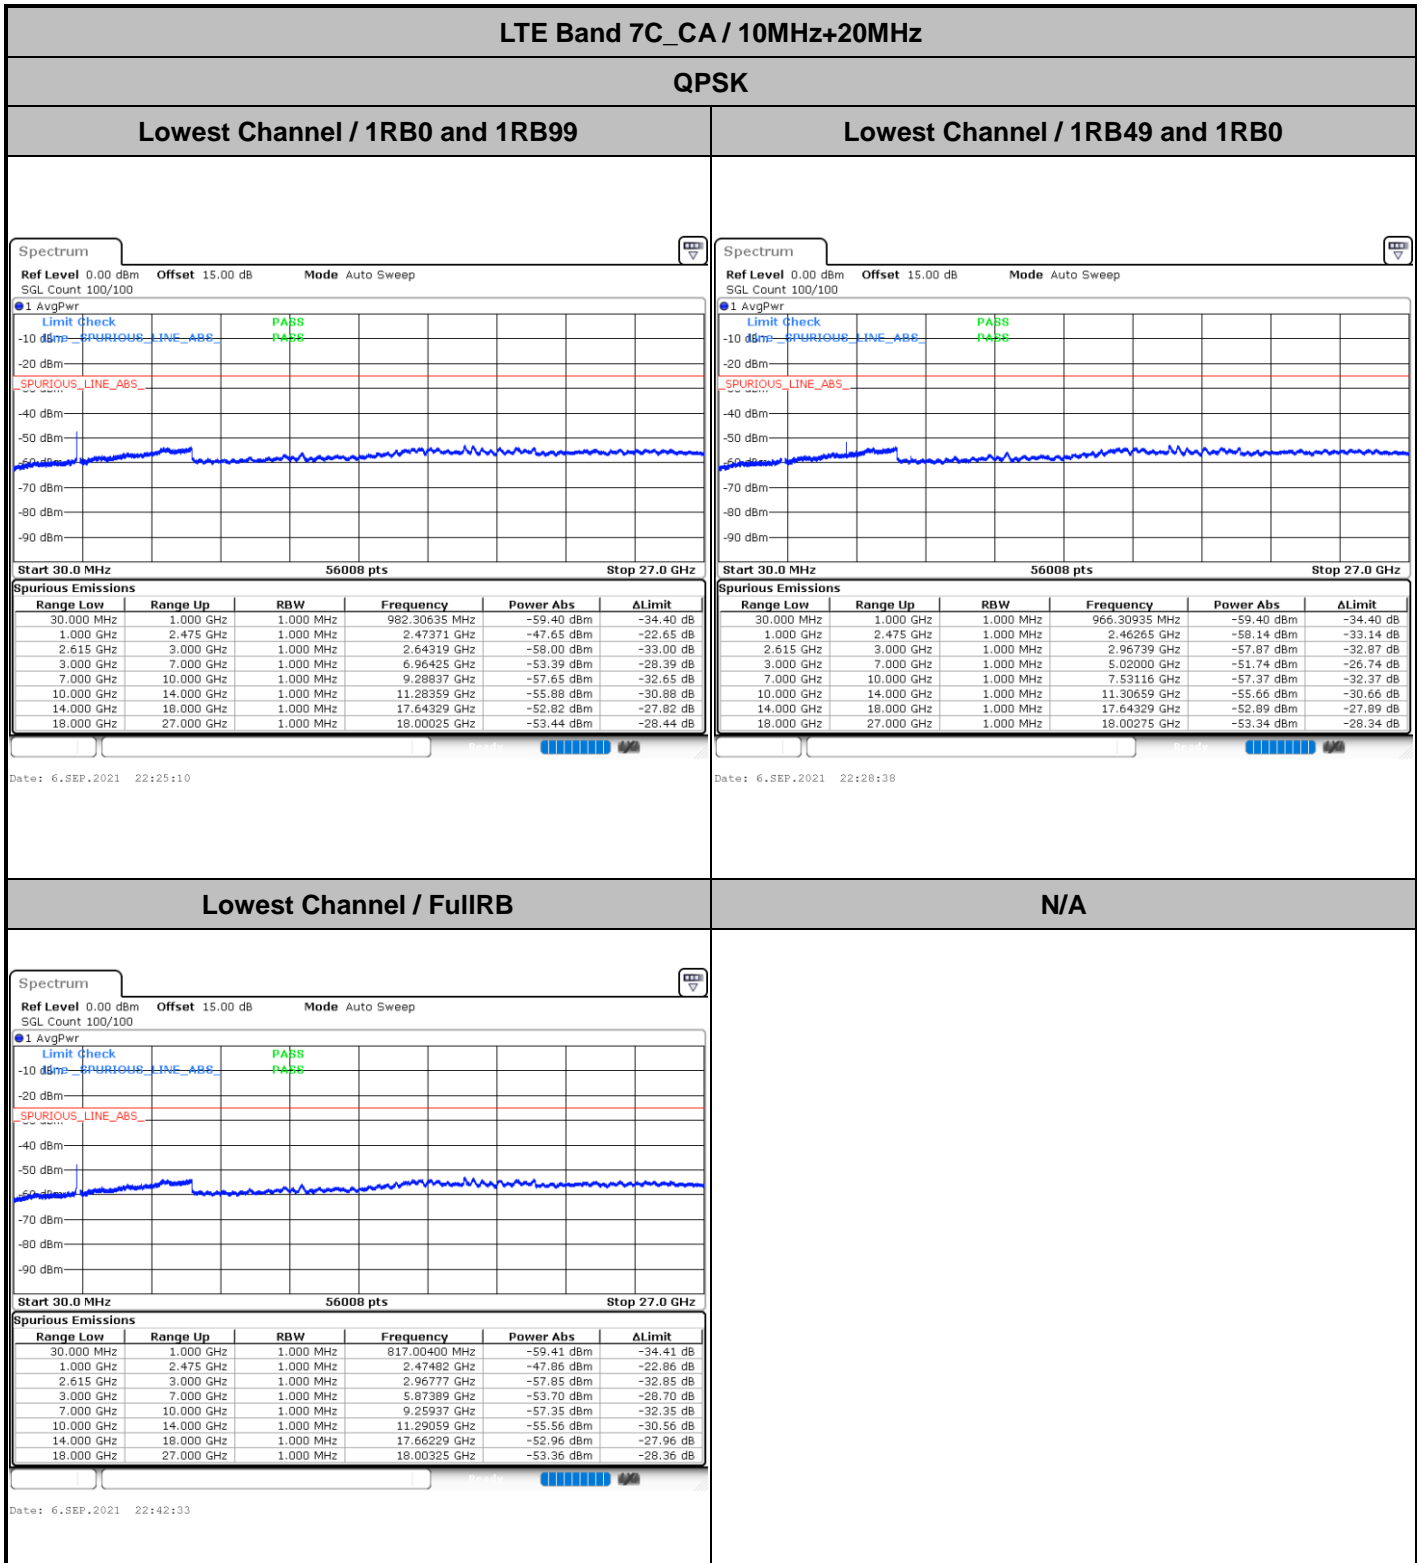 LTE Band 7C_CA / 10MHz+20MHz
QPSK
Lowest Channel / 1RB0 and 1RB99
Lowest Channel / 1RB49 and 1RB0
Spectrum
Ref Level 0.00 dBm Offset 15.00 dB Mode Auto Sweep
SGL Count 100/100
1 AvgPwr
Limit Check PASS
-10 dBm Line _SPURIOUS_LINE_ABS_ PASS
-20 dBm
_SPURIOUS_LINE_ABS_
-40 dBm
-50 dBm
-60 dBm
-70 dBm
-80 dBm
-90 dBm
Start 30.0 MHz 56008 pts Stop 27.0 GHz
Spurious Emissions
Range Low Range Up RBW Frequency Power Abs ΔLimit
30.000 MHz 1.000 GHz 1.000 MHz 982.30635 MHz -59.40 dBm -34.40 dB
1.000 GHz 2.475 GHz 1.000 MHz 2.47371 GHz -47.65 dBm -22.65 dB
2.615 GHz 3.000 GHz 1.000 MHz 2.64319 GHz -58.00 dBm -33.00 dB
3.000 GHz 7.000 GHz 1.000 MHz 6.96425 GHz -53.39 dBm -28.39 dB
7.000 GHz 10.000 GHz 1.000 MHz 9.28837 GHz -57.65 dBm -32.65 dB
10.000 GHz 14.000 GHz 1.000 MHz 11.28359 GHz -55.88 dBm -30.88 dB
14.000 GHz 18.000 GHz 1.000 MHz 17.64329 GHz -52.82 dBm -27.82 dB
18.000 GHz 27.000 GHz 1.000 MHz 18.00025 GHz -53.44 dBm -28.44 dB
Ready
Date: 6.SEP.2021 22:25:10
Spectrum
Ref Level 0.00 dBm Offset 15.00 dB Mode Auto Sweep
SGL Count 100/100
1 AvgPwr
Limit Check PASS
-10 dBm Line _SPURIOUS_LINE_ABS_ PASS
-20 dBm
_SPURIOUS_LINE_ABS_
-40 dBm
-50 dBm
-60 dBm
-70 dBm
-80 dBm
-90 dBm
Start 30.0 MHz 56008 pts Stop 27.0 GHz
Spurious Emissions
Range Low Range Up RBW Frequency Power Abs ΔLimit
30.000 MHz 1.000 GHz 1.000 MHz 966.30935 MHz -59.40 dBm -34.40 dB
1.000 GHz 2.475 GHz 1.000 MHz 2.46265 GHz -58.14 dBm -33.14 dB
2.615 GHz 3.000 GHz 1.000 MHz 2.96739 GHz -57.87 dBm -32.87 dB
3.000 GHz 7.000 GHz 1.000 MHz 5.02000 GHz -51.74 dBm -26.74 dB
7.000 GHz 10.000 GHz 1.000 MHz 7.53116 GHz -57.37 dBm -32.37 dB
10.000 GHz 14.000 GHz 1.000 MHz 11.30659 GHz -55.66 dBm -30.66 dB
14.000 GHz 18.000 GHz 1.000 MHz 17.64329 GHz -52.89 dBm -27.89 dB
18.000 GHz 27.000 GHz 1.000 MHz 18.00275 GHz -53.34 dBm -28.34 dB
Ready
Date: 6.SEP.2021 22:28:38
Lowest Channel / FullRB
N/A
Spectrum
Ref Level 0.00 dBm Offset 15.00 dB Mode Auto Sweep
SGL Count 100/100
1 AvgPwr
Limit Check PASS
-10 dBm Line _SPURIOUS_LINE_ABS_ PASS
-20 dBm
_SPURIOUS_LINE_ABS_
-40 dBm
-50 dBm
-60 dBm
-70 dBm
-80 dBm
-90 dBm
Start 30.0 MHz 56008 pts Stop 27.0 GHz
Spurious Emissions
Range Low Range Up RBW Frequency Power Abs ΔLimit
30.000 MHz 1.000 GHz 1.000 MHz 817.00400 MHz -59.41 dBm -34.41 dB
1.000 GHz 2.475 GHz 1.000 MHz 2.47482 GHz -47.86 dBm -22.86 dB
2.615 GHz 3.000 GHz 1.000 MHz 2.96777 GHz -57.85 dBm -32.85 dB
3.000 GHz 7.000 GHz 1.000 MHz 5.87389 GHz -53.70 dBm -28.70 dB
7.000 GHz 10.000 GHz 1.000 MHz 9.25937 GHz -57.35 dBm -32.35 dB
10.000 GHz 14.000 GHz 1.000 MHz 11.29059 GHz -55.56 dBm -30.56 dB
14.000 GHz 18.000 GHz 1.000 MHz 17.66229 GHz -52.96 dBm -27.96 dB
18.000 GHz 27.000 GHz 1.000 MHz 18.00325 GHz -53.36 dBm -28.36 dB
Ready
Date: 6.SEP.2021 22:42:33